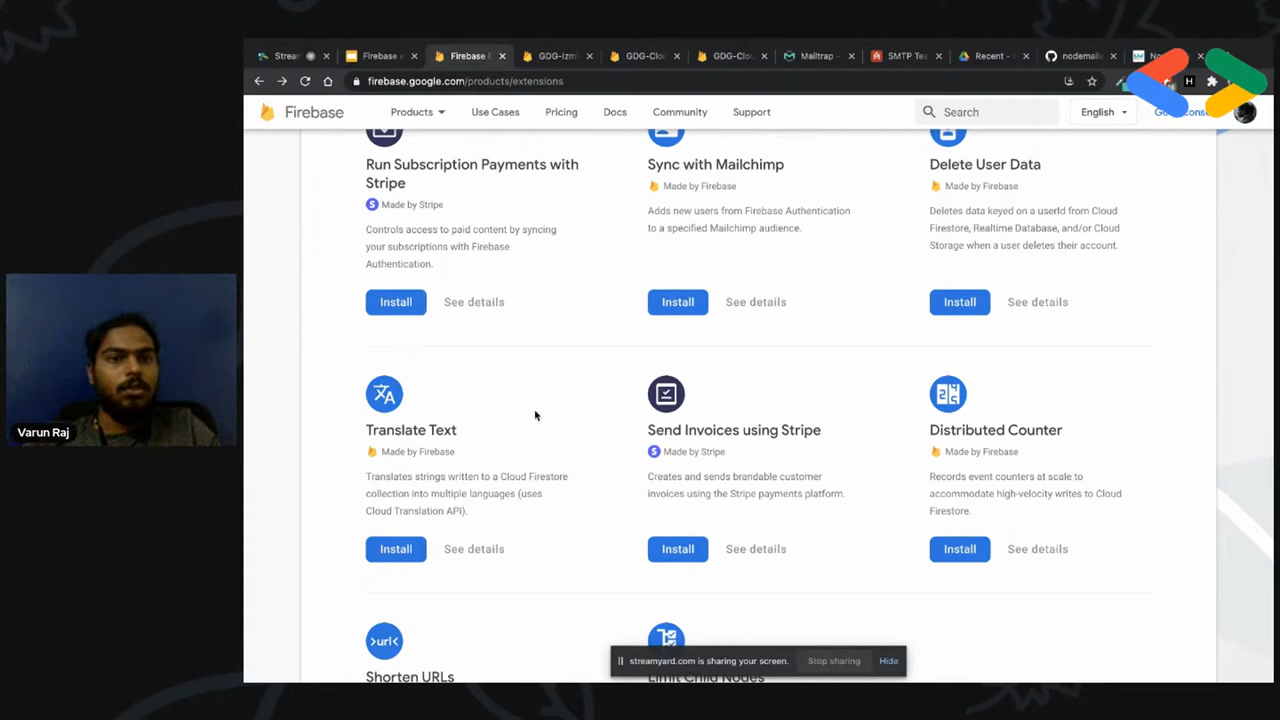 Stream
Firebase e
Firebase E
GDG-Izmi
GDG-Clou
GDG-Clou
Mailtrap -
SMTP Tes
Recent -
nodemaile
firebase.google.com/products/extensions
H
Firebase
Products
Use Cases
Pricing
Docs
Community
Support
Search
English
Run Subscription Payments with
Stripe
Made by Stripe
Controls access to paid content by syncing
your subscriptions with Firebase
Authentication.
Install
See details
Sync with Mailchimp
Made by Firebase
Adds new users from Firebase Authentication
to a specified Mailchimp audience.
Install
See details
Delete User Data
Made by Firebase
Deletes data keyed on a userId from Cloud
Firestore, Realtime Database, and/or Cloud
Storage when a user deletes their account.
Install
See details
Varun Raj
Translate Text
Made by Firebase
Translates strings written to a Cloud Firestore
collection into multiple languages (uses
Cloud Translation API).
Install
See details
Send Invoices using Stripe
Made by Stripe
Creates and sends brandable customer
invoices using the Stripe payments platform.
Install
See details
Distributed Counter
Made by Firebase
Records event counters at scale to
accommodate high-velocity writes to Cloud
Firestore.
Install
See details
>url<
Shorten URLs
Limit Child Nodes
streamyard.com is sharing your screen.
Stop sharing
Hide